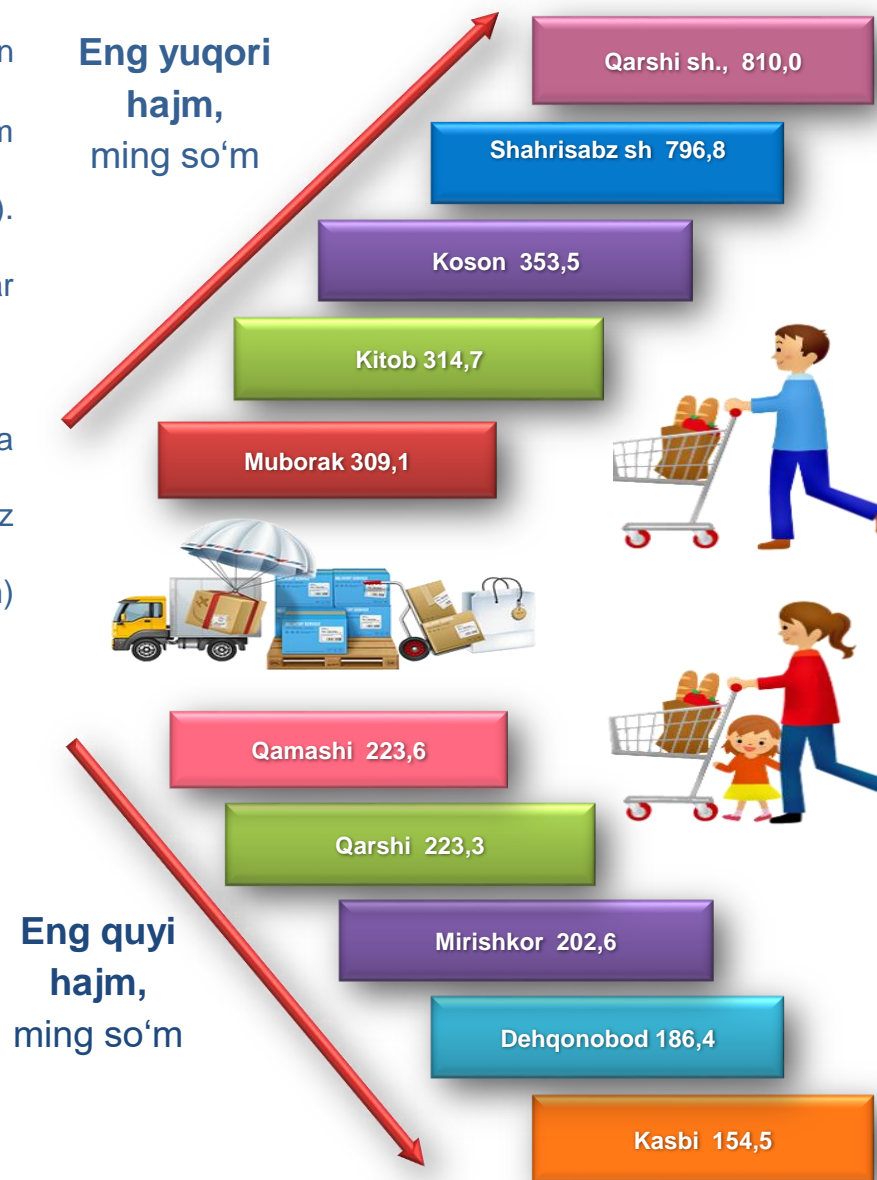 Eng yuqori
hajm,
ming so‘m
Qarshi sh., 810,0
Shahrisabz sh 796,8
Koson 353,5
Kitob 314,7
Muborak 309,1
Qamashi 223,6
Qarshi 223,3
Mirishkor 202,6
Dehqonobod 186,4
Kasbi 154,5
Eng quyi
hajm,
ming so‘m